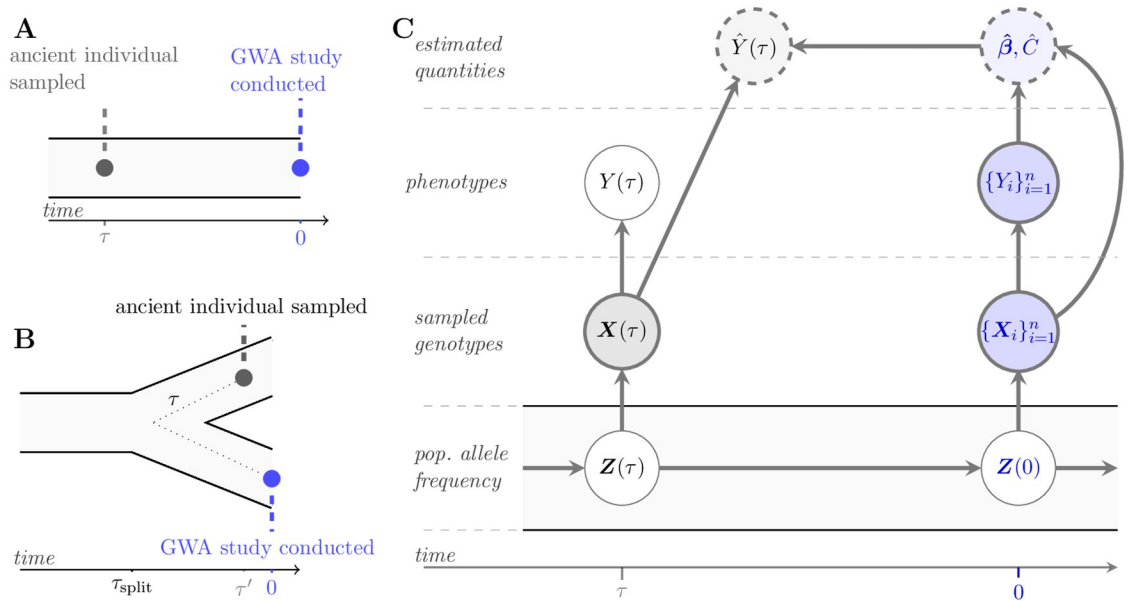 A
ancient individual
sampled
GWA study
conducted
time
τ
0
B
ancient individual sampled
τ
GWA study conducted
time
τsplit
τ′
0
C
estimated
quantities
Ŷ(τ)
β̂, Ĉ
phenotypes
Y(τ)
{Yᵢ}ⁿᵢ₌₁
sampled
genotypes
X(τ)
{Xᵢ}ⁿᵢ₌₁
pop. allele
frequency
Z(τ)
Z(0)
time
τ
0